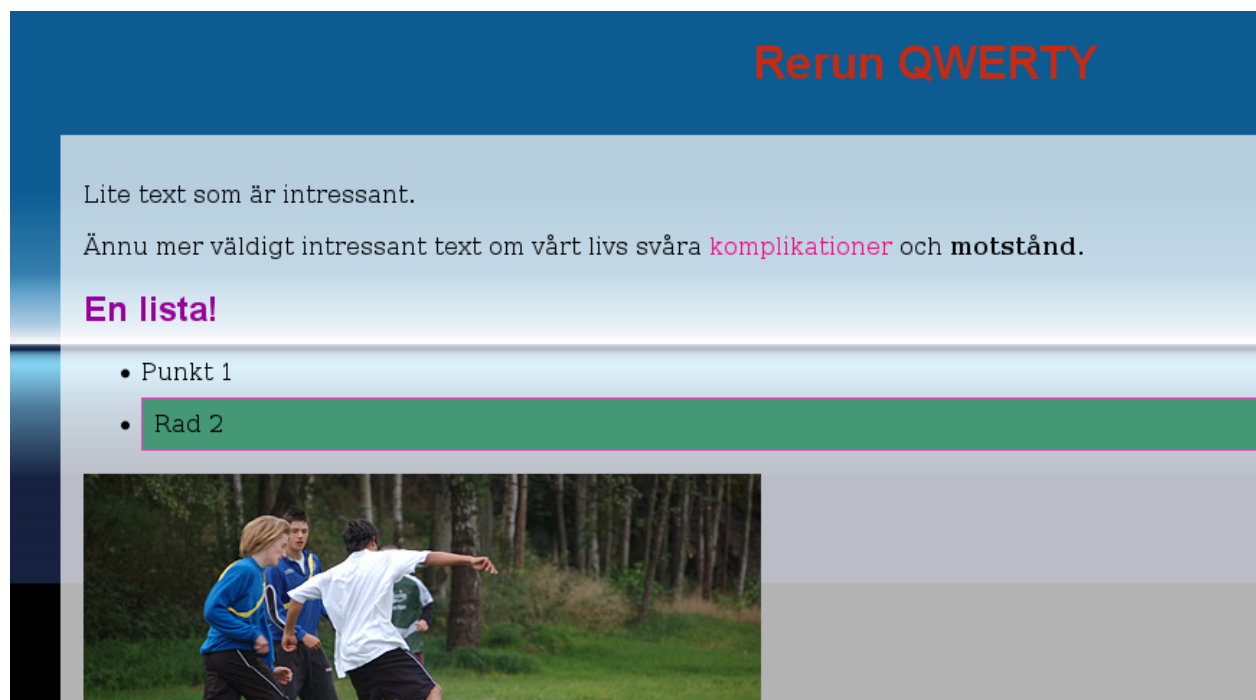 Rerun QWERTY
Lite text som är intressant.
Ännu mer väldigt intressant text om vårt livs svåra komplikationer och motstånd.
En lista!
Punkt 1
Rad 2